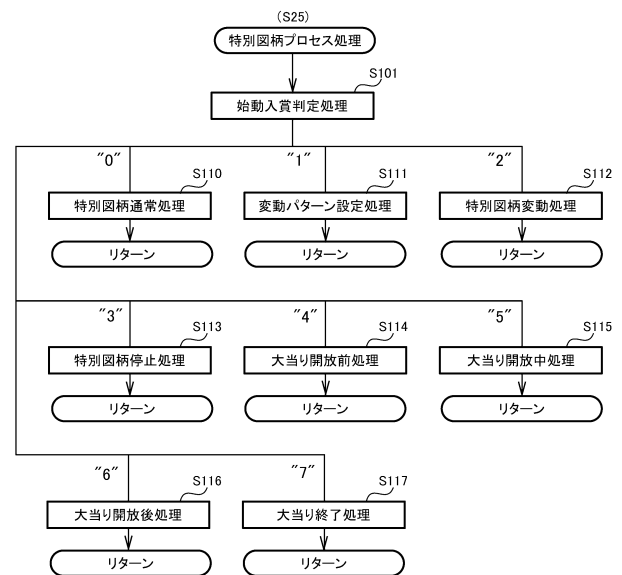 (S25)
特別図柄プロセス処理
S101
始動入賞判定処理
"0"
"1"
"2"
S110
S111
S112
特別図柄通常処理
変動パターン設定処理
特別図柄変動処理
リターン
リターン
リターン
"3"
"4"
"5"
S113
S114
S115
特別図柄停止処理
大当り開放前処理
大当り開放中処理
リターン
リターン
リターン
"6"
"7"
S116
S117
大当り開放後処理
大当り終了処理
リターン
リターン